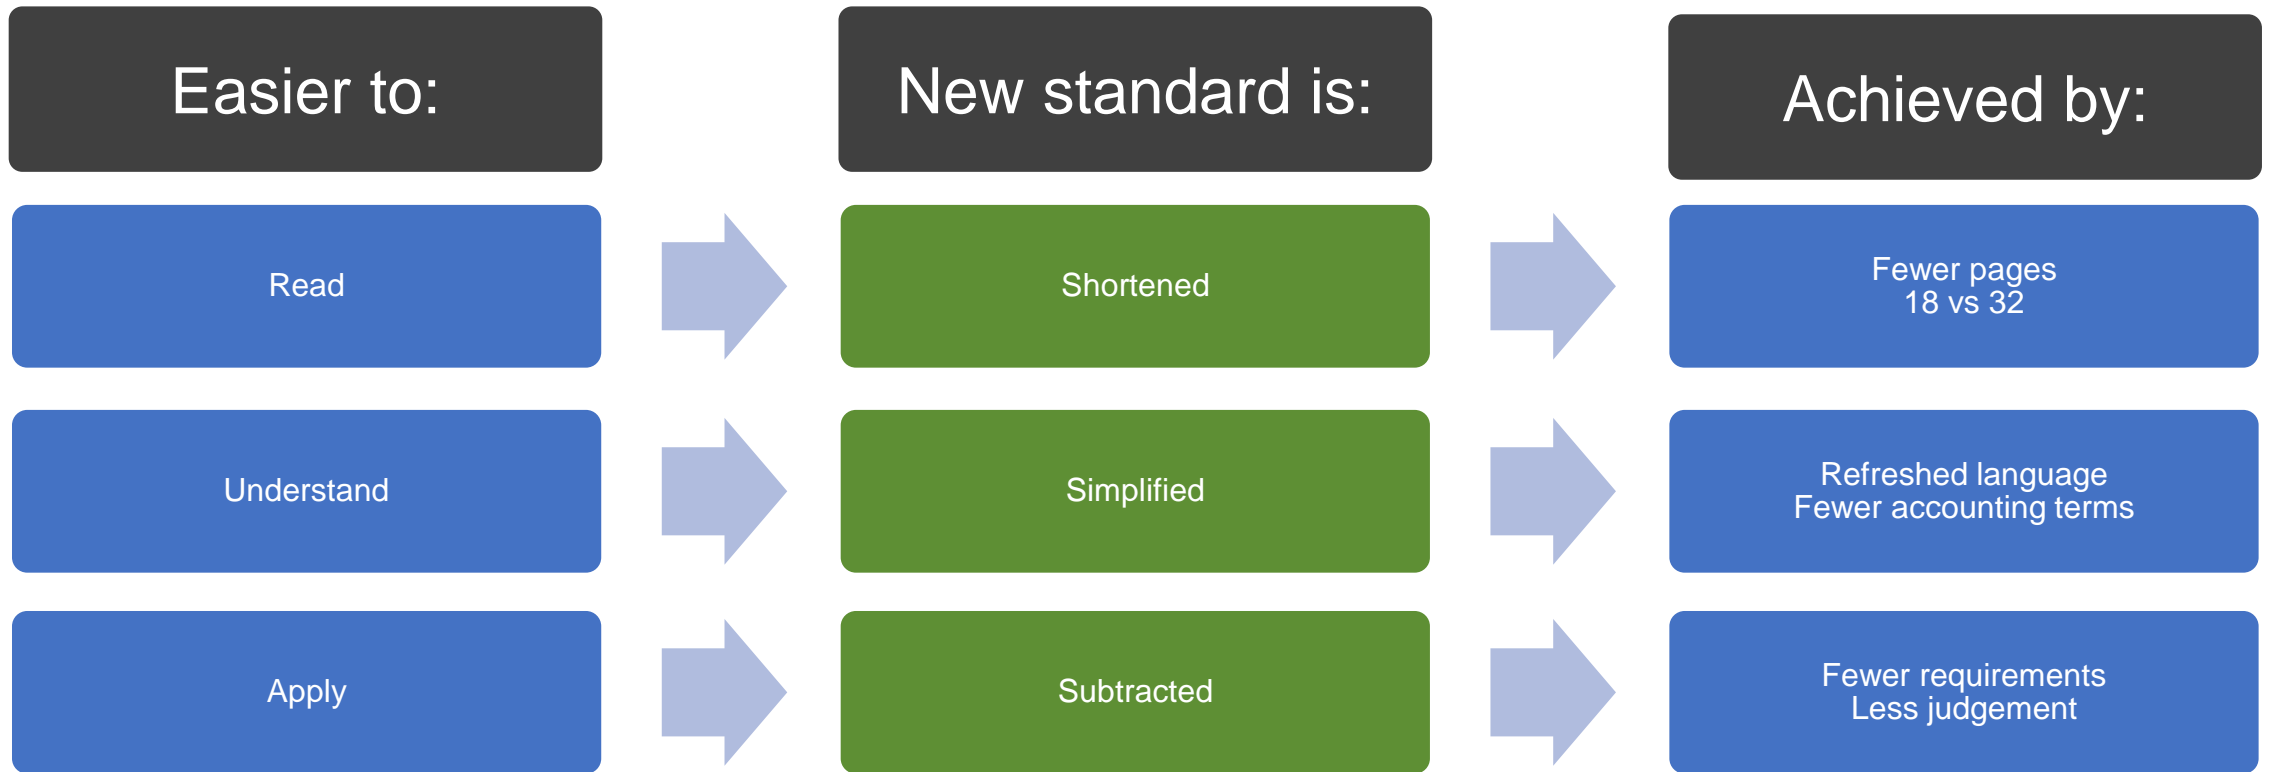 Easier to:
New standard is:
Achieved by:
Read
Shortened
Fewer pages
18 vs 32
Understand
Simplified
Refreshed language
Fewer accounting terms
Apply
Subtracted
Fewer requirements
Less judgement